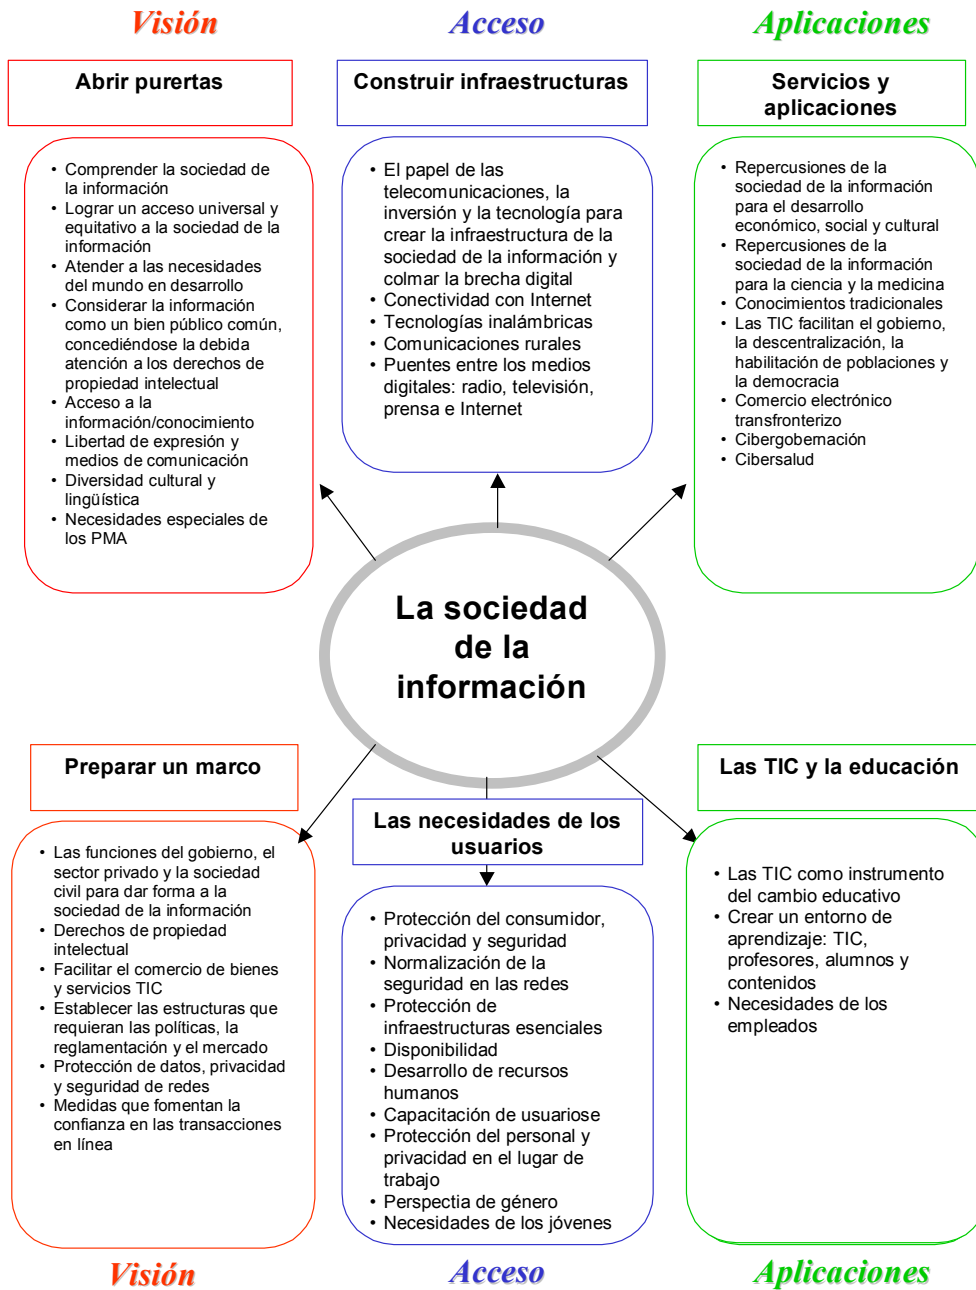 Visión
Acceso
Aplicaciones
Abrir purertas
Construir infraestructuras
Servicios y
aplicaciones
• Comprender la sociedad de
la información
• Lograr un acceso universal y
equitativo a la sociedad de la
información
• Atender a las necesidades
del mundo en desarrollo
• Considerar la información
como un bien público común,
concediéndose la debida
atención a los derechos de
propiedad intelectual
• Acceso a la
información/conocimiento
• Libertad de expresión y
medios de comunicación
• Diversidad cultural y
lingüística
• Necesidades especiales de
los PMA
• El papel de las
telecomunicaciones, la
inversión y la tecnología para
crear la infraestructura de la
sociedad de la información y
colmar la brecha digital
• Conectividad con Internet
• Tecnologías inalámbricas
• Comunicaciones rurales
• Puentes entre los medios
digitales: radio, televisión,
prensa e Internet
• Repercusiones de la
sociedad de la información
para el desarrollo
económico, social y cultural
• Repercusiones de la
sociedad de la información
para la ciencia y la medicina
• Conocimientos tradicionales
• Las TIC facilitan el gobierno,
la descentralización, la
habilitación de poblaciones y
la democracia
• Comercio electrónico
transfronterizo
• Cibergobernación
• Cibersalud
La sociedad
de la
información
Preparar un marco
Las necesidades de los
usuarios
Las TIC y la educación
• Las funciones del gobierno, el
sector privado y la sociedad
civil para dar forma a la
sociedad de la información
• Derechos de propiedad
intelectual
• Facilitar el comercio de bienes
y servicios TIC
• Establecer las estructuras que
requieran las políticas, la
reglamentación y el mercado
• Protección de datos, privacidad
y seguridad de redes
• Medidas que fomentan la
confianza en las transacciones
en línea
• Protección del consumidor,
privacidad y seguridad
• Normalización de la
seguridad en las redes
• Protección de
infraestructuras esenciales
• Disponibilidad
• Desarrollo de recursos
humanos
• Capacitación de usuariose
• Protección del personal y
privacidad en el lugar de
trabajo
• Perspectia de género
• Necesidades de los jóvenes
• Las TIC como instrumento
del cambio educativo
• Crear un entorno de
aprendizaje: TIC,
profesores, alumnos y
contenidos
• Necesidades de los
empleados
Visión
Acceso
Aplicaciones